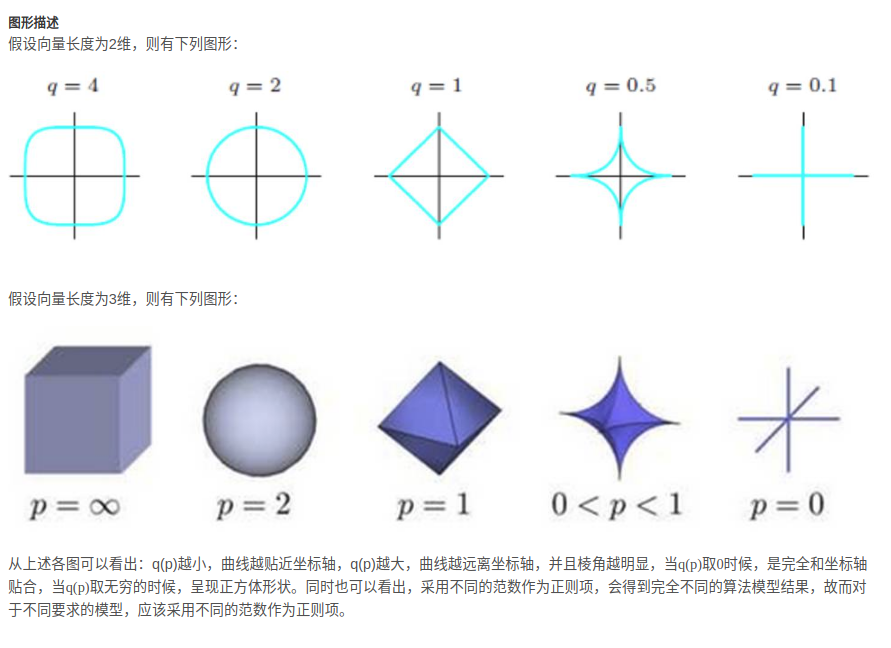 图形描述
假设向量长度为2维，则有下列图形：
q = 4 q = 2 q = 1 q = 0.5 q = 0.1
假设向量长度为3维，则有下列图形：
p = ∞ p = 2 p = 1 0 < p < 1 p = 0
从上述各图可以看出：q(p)越小，曲线越贴近坐标轴，q(p)越大，曲线越远离坐标轴，并且棱角越明显，当q(p)取0时候，是完全和坐标轴
贴合，当q(p)取无穷的时候，呈现正方体形状。同时也可以看出，采用不同的范数作为正则项，会得到完全不同的算法模型结果，故而对
于不同要求的模型，应该采用不同的范数作为正则项。